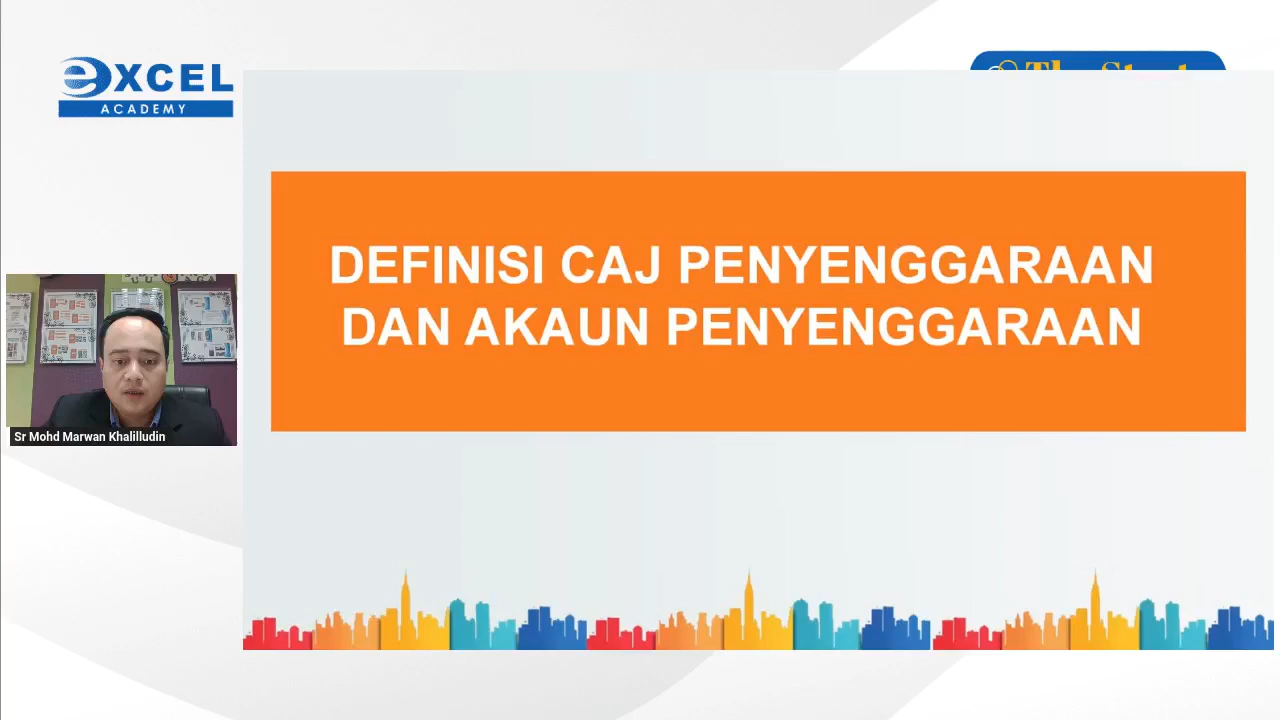 eXCEL
ACADEMY
DEFINISI CAJ PENYENGGARAAN
DAN AKAUN PENYENGGARAAN
Sr Mohd Marwan Khalilludin